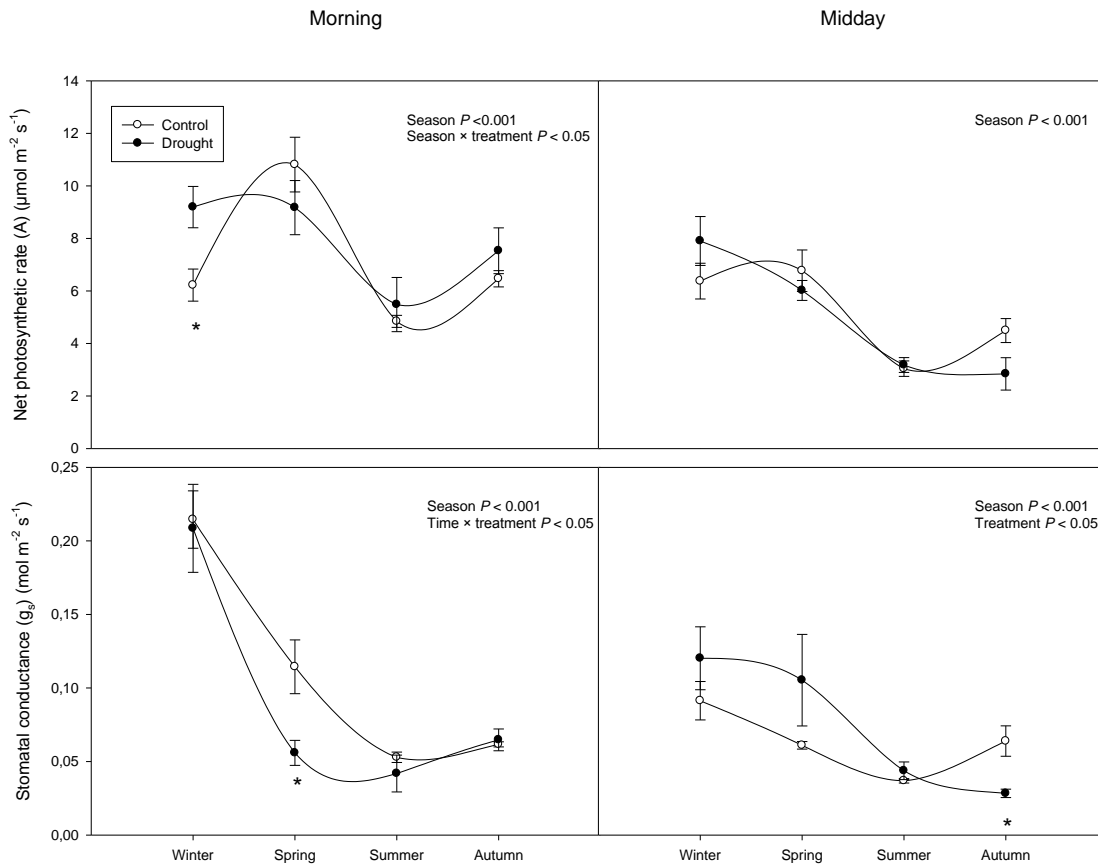 Morning
Midday
Net photosynthetic rate (A) (µmol m⁻² s⁻¹)
14
12
10
8
6
4
2
0
Control
Drought
Season P <0.001
Season × treatment P < 0.05
*
Season P < 0.001
Stomatal conductance (gₛ) (mol m⁻² s⁻¹)
0,25
0,20
0,15
0,10
0,05
0,00
Season P < 0.001
Time × treatment P < 0.05
*
Season P < 0.001
Treatment P < 0.05
*
Winter Spring Summer Autumn
Winter Spring Summer Autumn